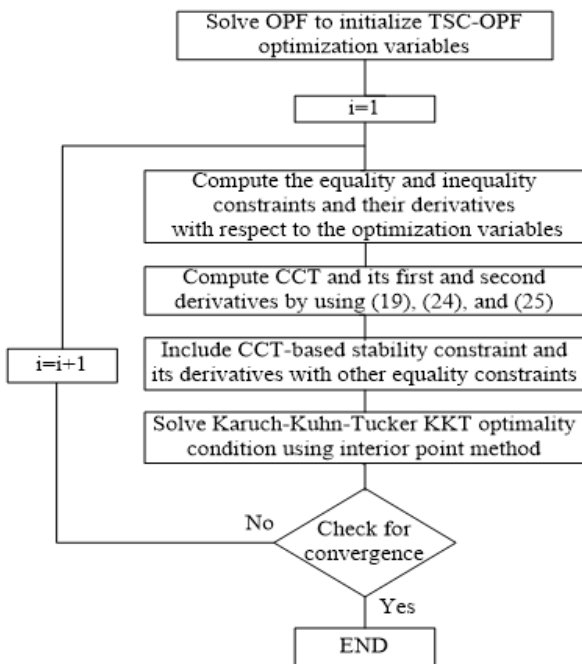 Solve OPF to initialize TSC-OPF
optimization variables
i=1
Compute the equality and inequality
constraints and their derivatives
with respect to the optimization variables
Compute CCT and its first and second
derivatives by using (19), (24), and (25)
i=i+1
Include CCT-based stability constraint and
its derivatives with other equality constraints
Solve Karuch-Kuhn-Tucker KKT optimality
condition using interior point method
No
Check for
convergence
Yes
END